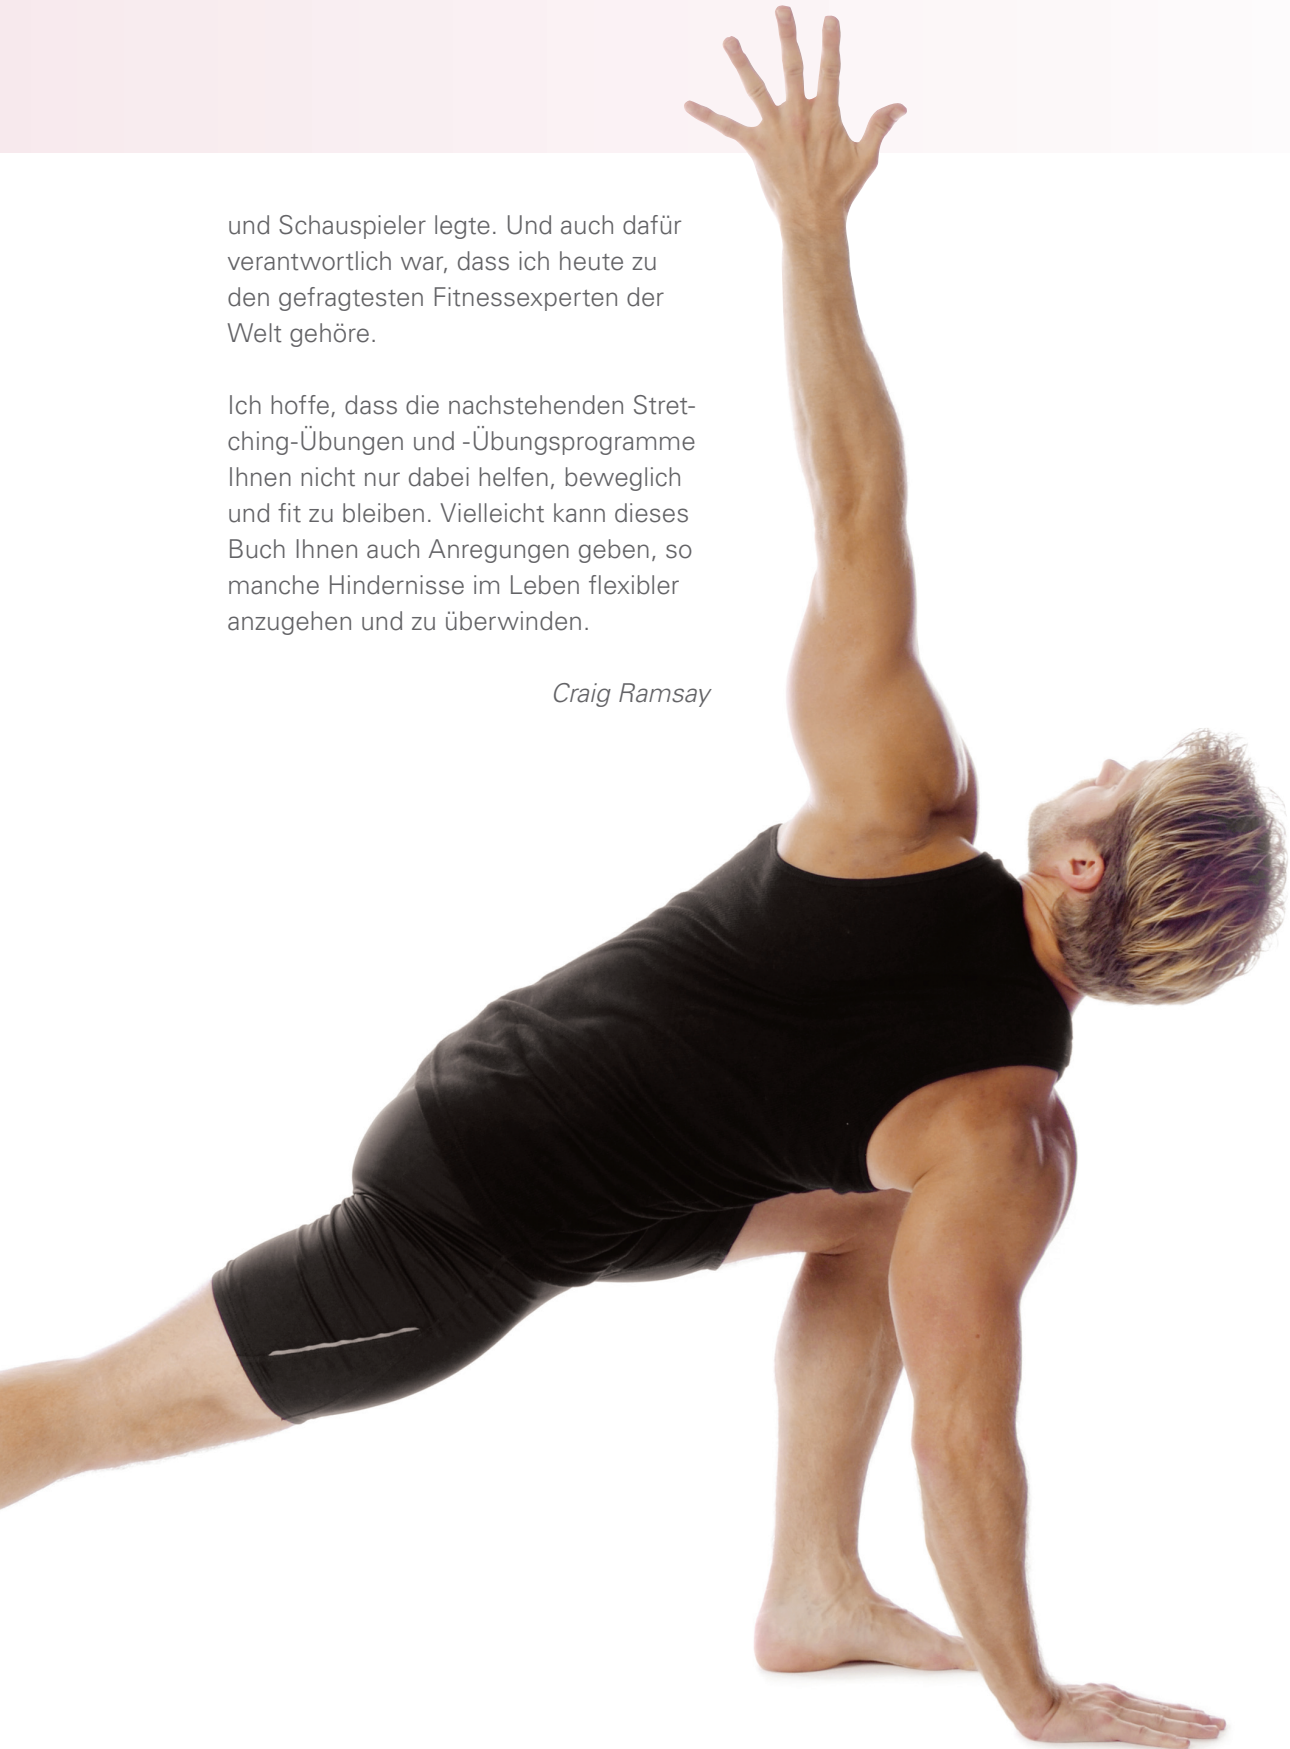 und Schauspieler legte. Und auch dafür
verantwortlich war, dass ich heute zu
den gefragtesten Fitnessexperten der
Welt gehöre.
Ich hoffe, dass die nachstehenden Stret-
ching-Übungen und -Übungsprogramme
Ihnen nicht nur dabei helfen, beweglich
und fit zu bleiben. Vielleicht kann dieses
Buch Ihnen auch Anregungen geben, so
manche Hindernisse im Leben flexibler
anzugehen und zu überwinden.
Craig Ramsay